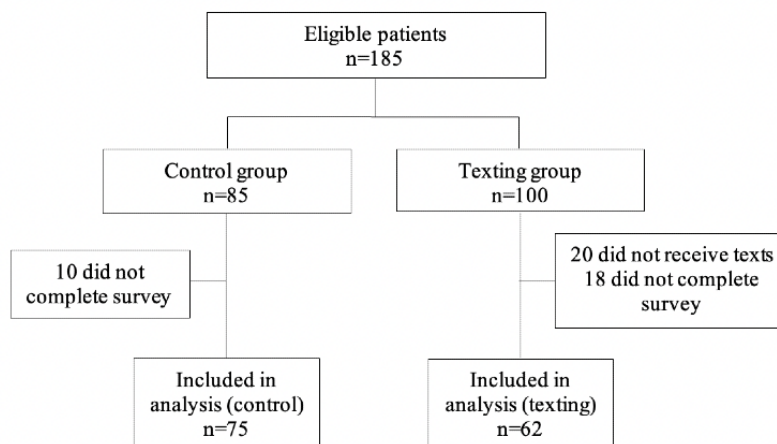 Eligible patients
n=185
Control group
n=85
Texting group
n=100
10 did not
complete survey
20 did not receive texts
18 did not complete
survey
Included in
analysis (control)
n=75
Included in
analysis (texting)
n=62